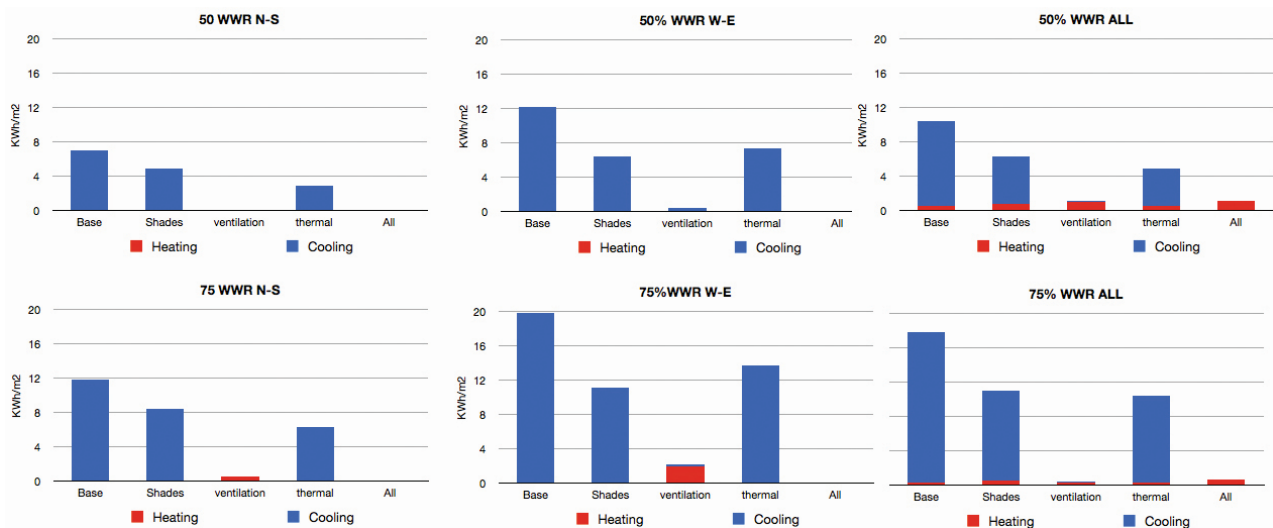 50 WWR N-S
20
16
12
8
4
0
KWh/m2
Base Shades ventilation thermal All
Heating Cooling
50% WWR W-E
20
16
12
8
4
0
KWh/m2
Base Shades ventilation thermal All
Heating Cooling
50% WWR ALL
20
16
12
8
4
0
KWh/m2
Base Shades ventilation thermal All
Heating Cooling
75 WWR N-S
20
16
12
8
4
0
KWh/m2
Base Shades ventilation thermal All
Heating Cooling
75%WWR W-E
20
16
12
8
4
0
KWh/m2
Base Shades ventilation thermal All
Heating Cooling
75% WWR ALL
Base Shades ventilation thermal All
Heating Cooling